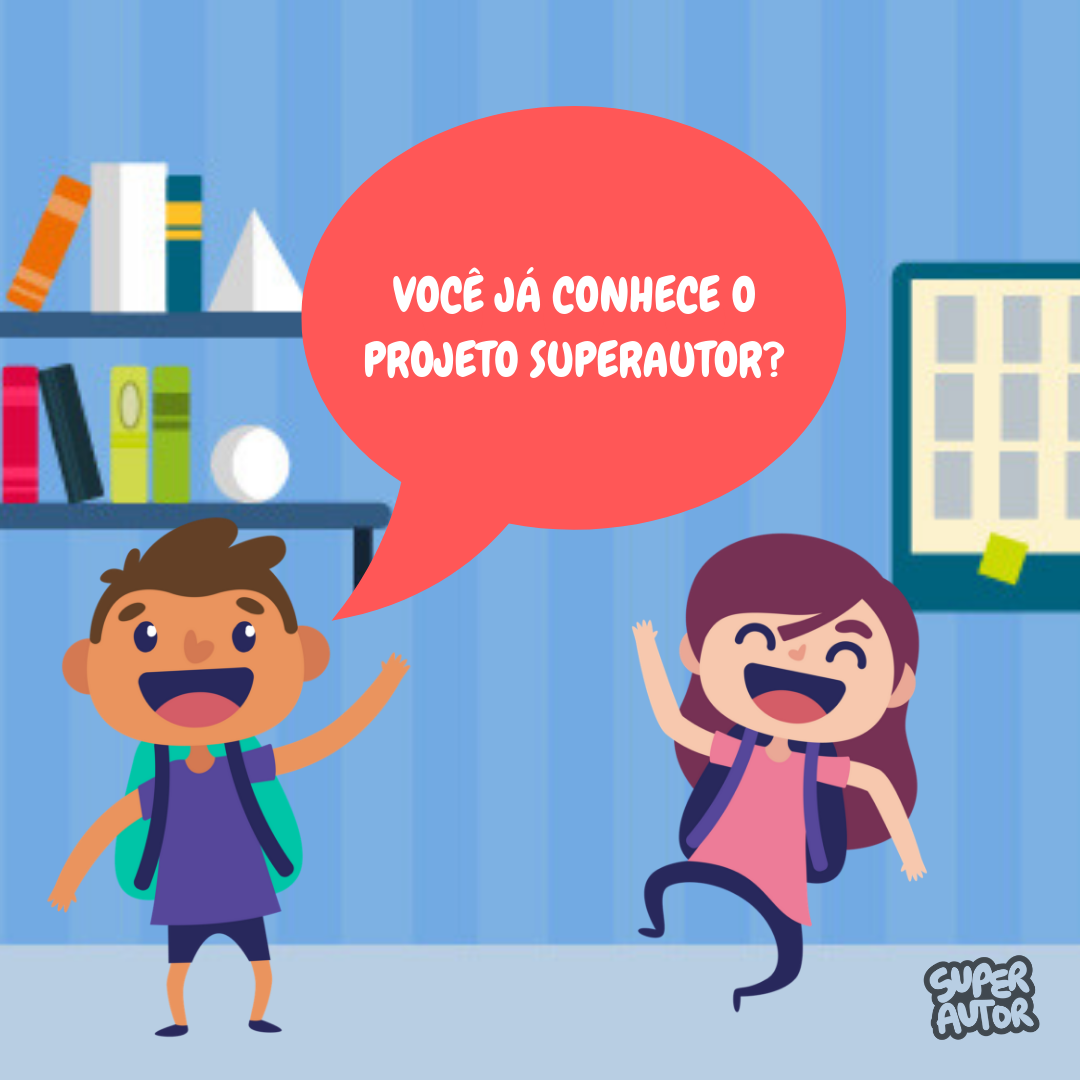 VOCÊ JÁ CONHECE O
PROJETO SUPERAUTOR?
SUPER
AUTOR